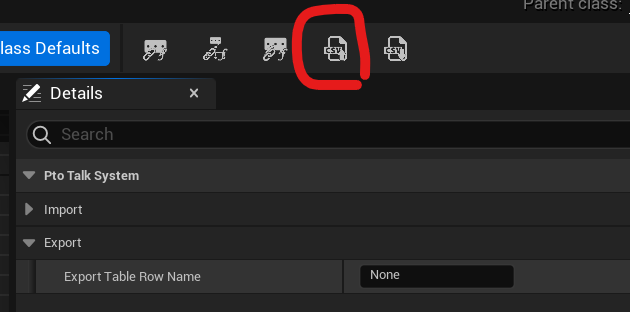 Parent class:
lass Defaults
CSV
CSV
Details
Search
Pto Talk System
Import
Export
Export Table Row Name
None